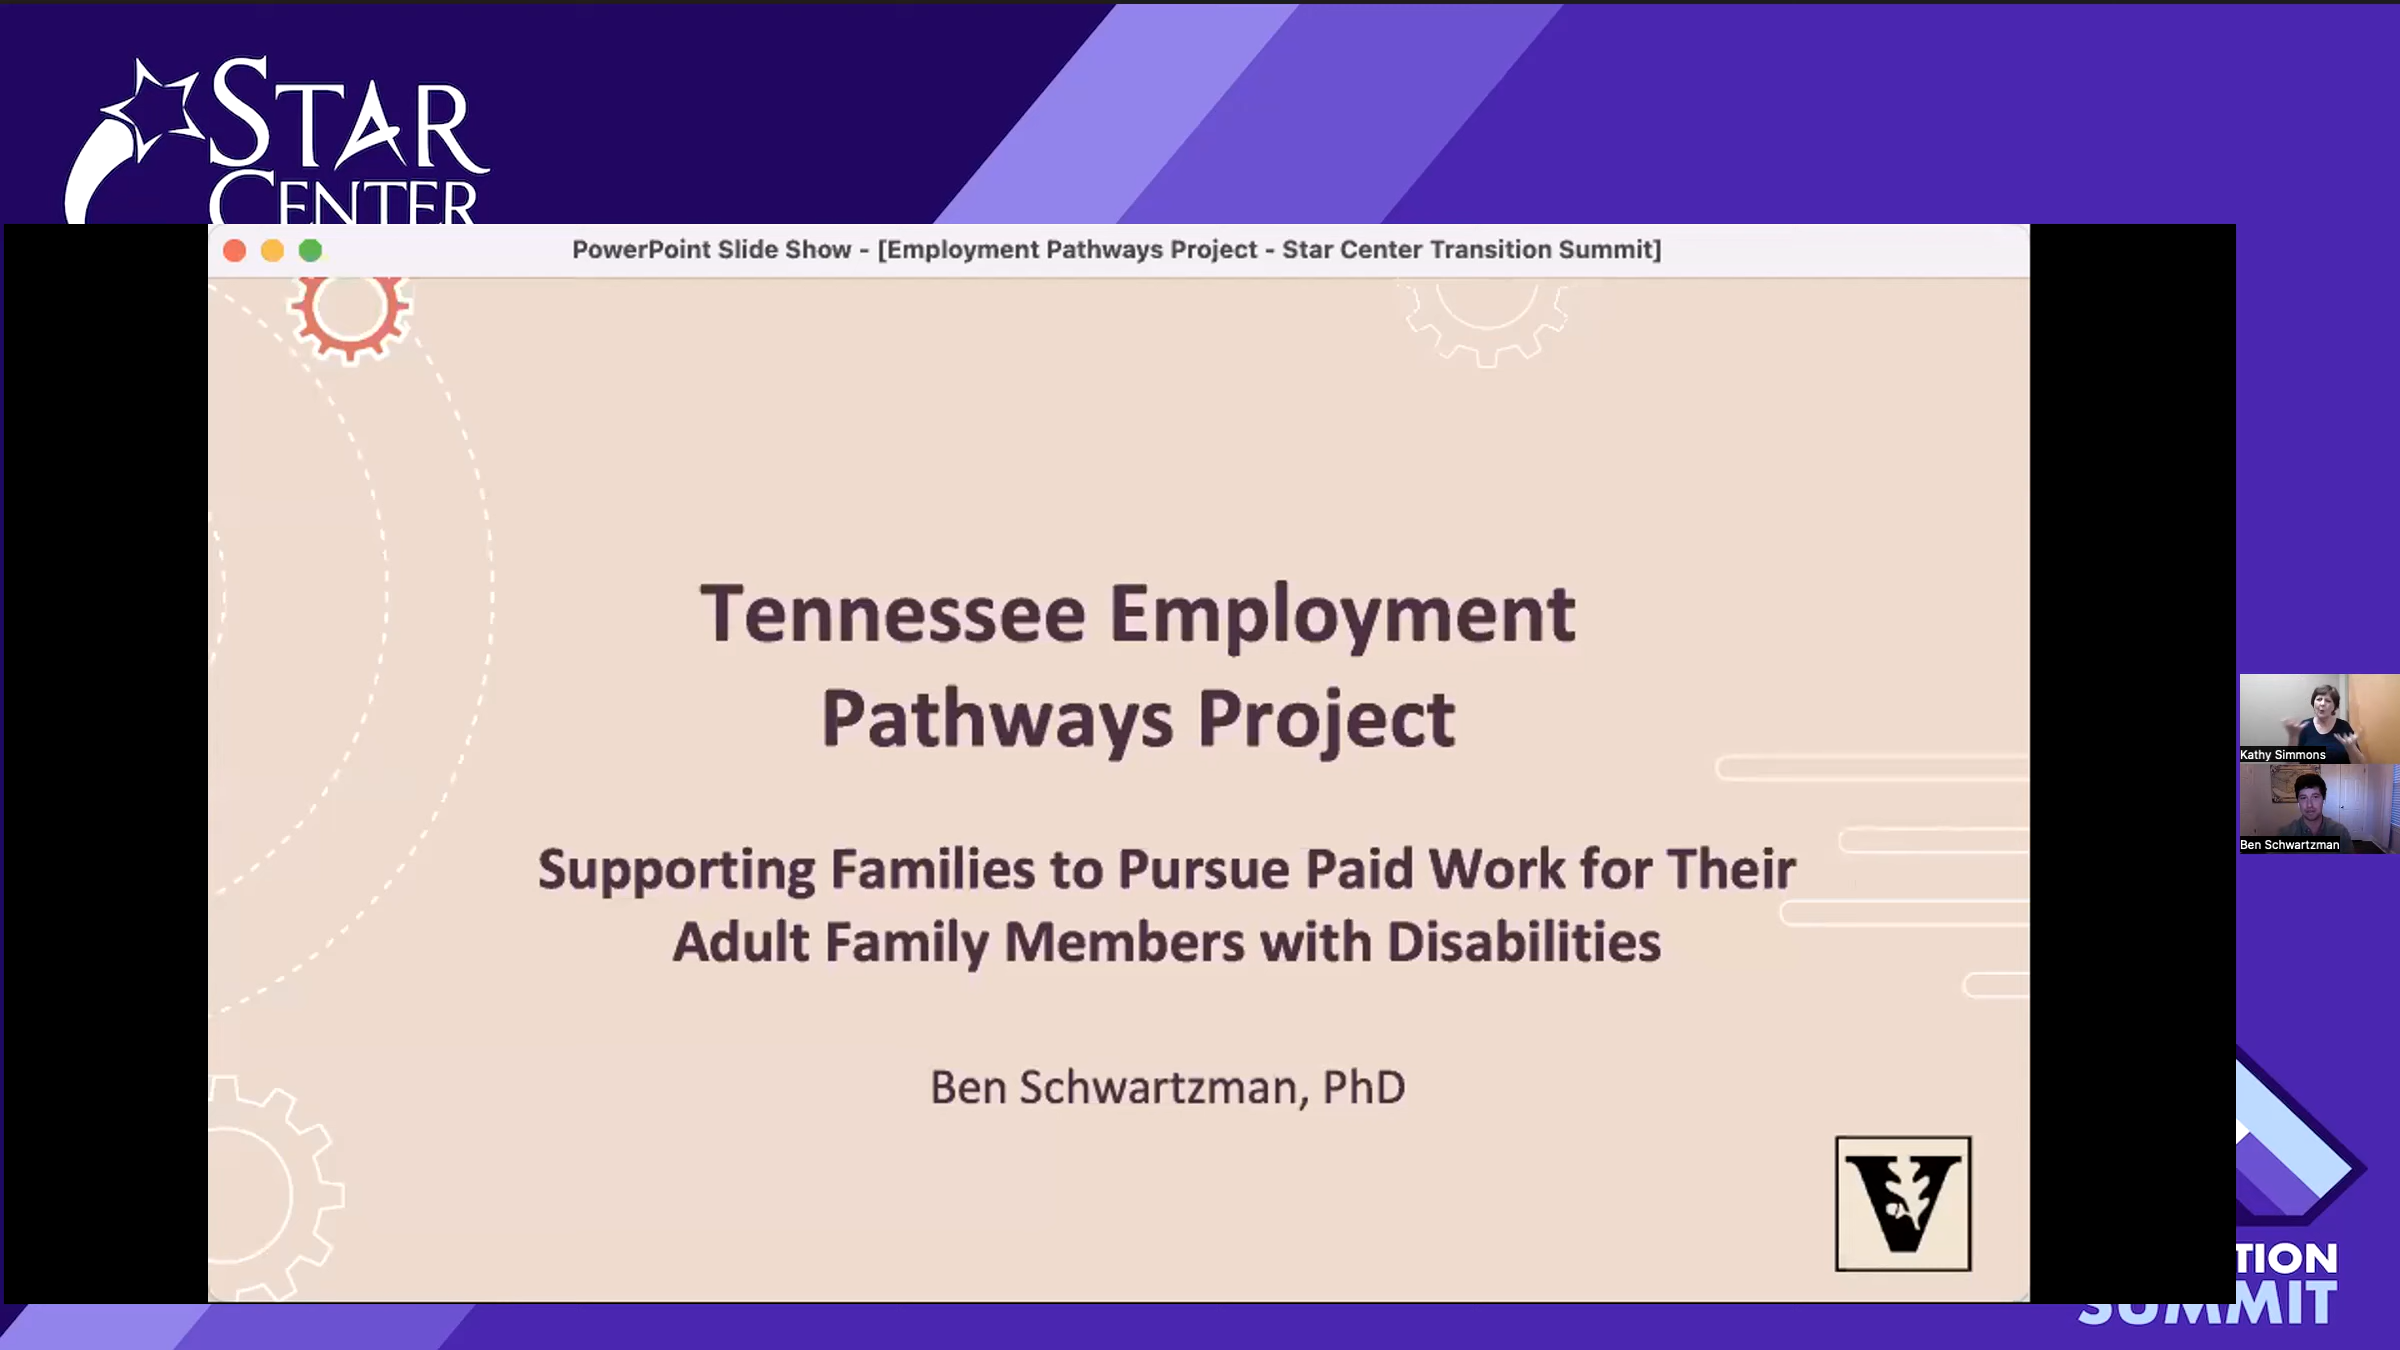 STAR
CENTER
PowerPoint Slide Show - [Employment Pathways Project - Star Center Transition Summit]
Tennessee Employment
Pathways Project
Supporting Families to Pursue Paid Work for Their
Adult Family Members with Disabilities
Ben Schwartzman, PhD
V
Kathy Simmons
Ben Schwartzman
TION
SUMMIT